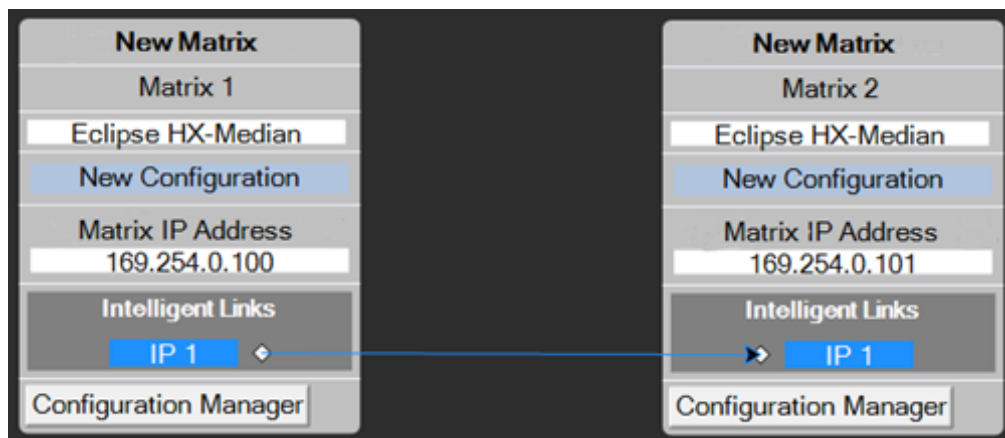 New Matrix
Matrix 1
Eclipse HX-Median
New Configuration
Matrix IP Address
169.254.0.100
Intelligent Links
IP 1
Configuration Manager
New Matrix
Matrix 2
Eclipse HX-Median
New Configuration
Matrix IP Address
169.254.0.101
Intelligent Links
IP 1
Configuration Manager